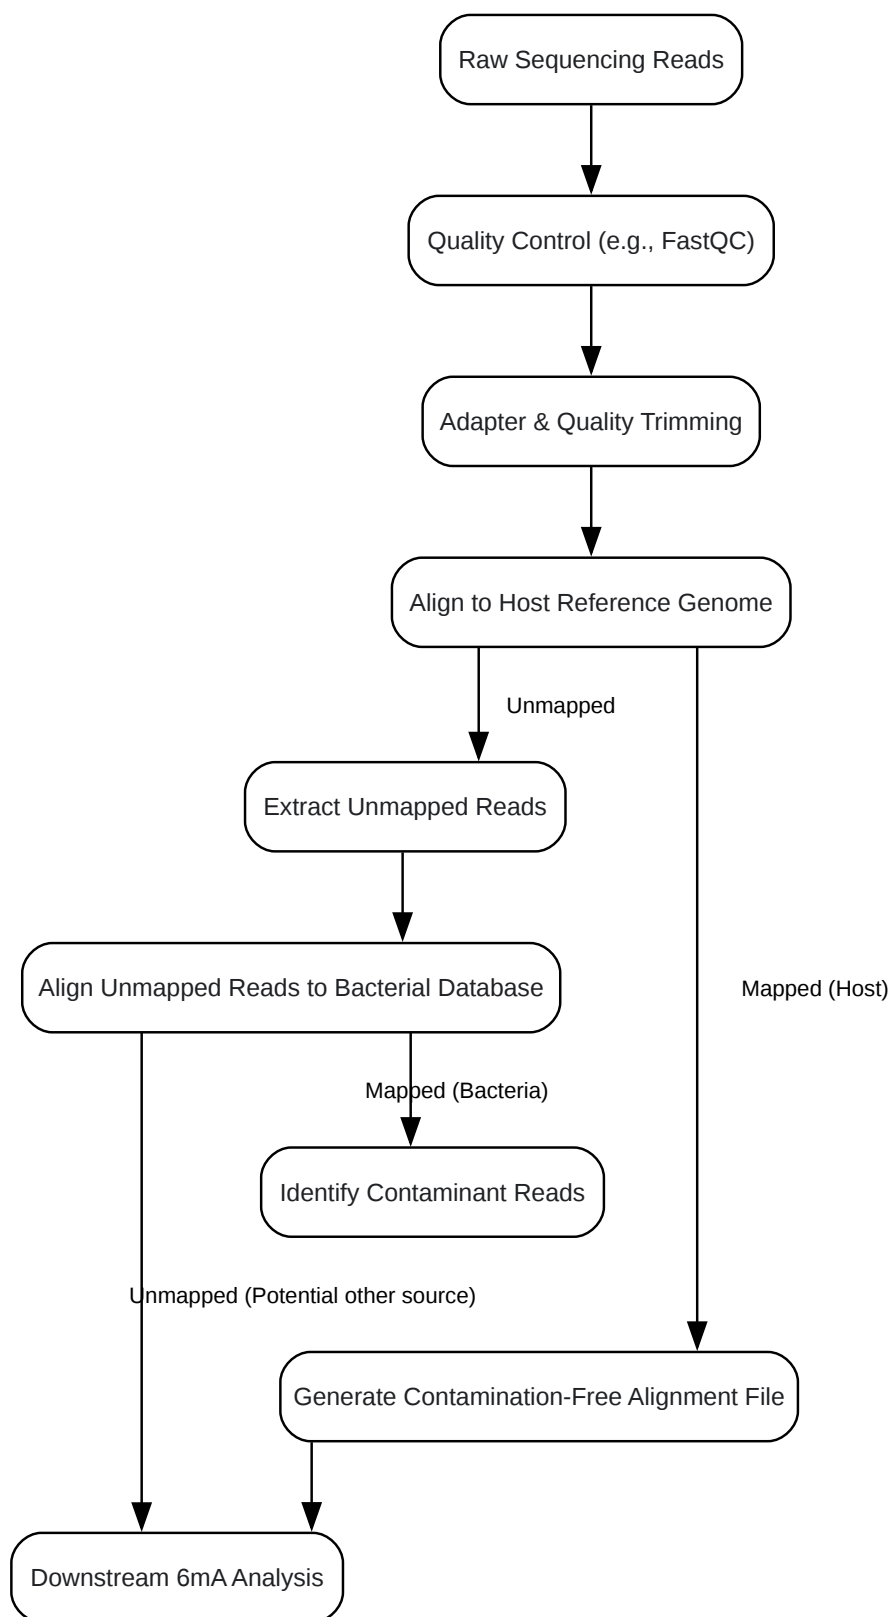 Raw Sequencing Reads
Quality Control (e.g., FastQC)
Adapter & Quality Trimming
Align to Host Reference Genome
Unmapped
Extract Unmapped Reads
Align Unmapped Reads to Bacterial Database
Mapped (Host)
Mapped (Bacteria)
Identify Contaminant Reads
Unmapped (Potential other source)
Generate Contamination-Free Alignment File
Downstream 6mA Analysis